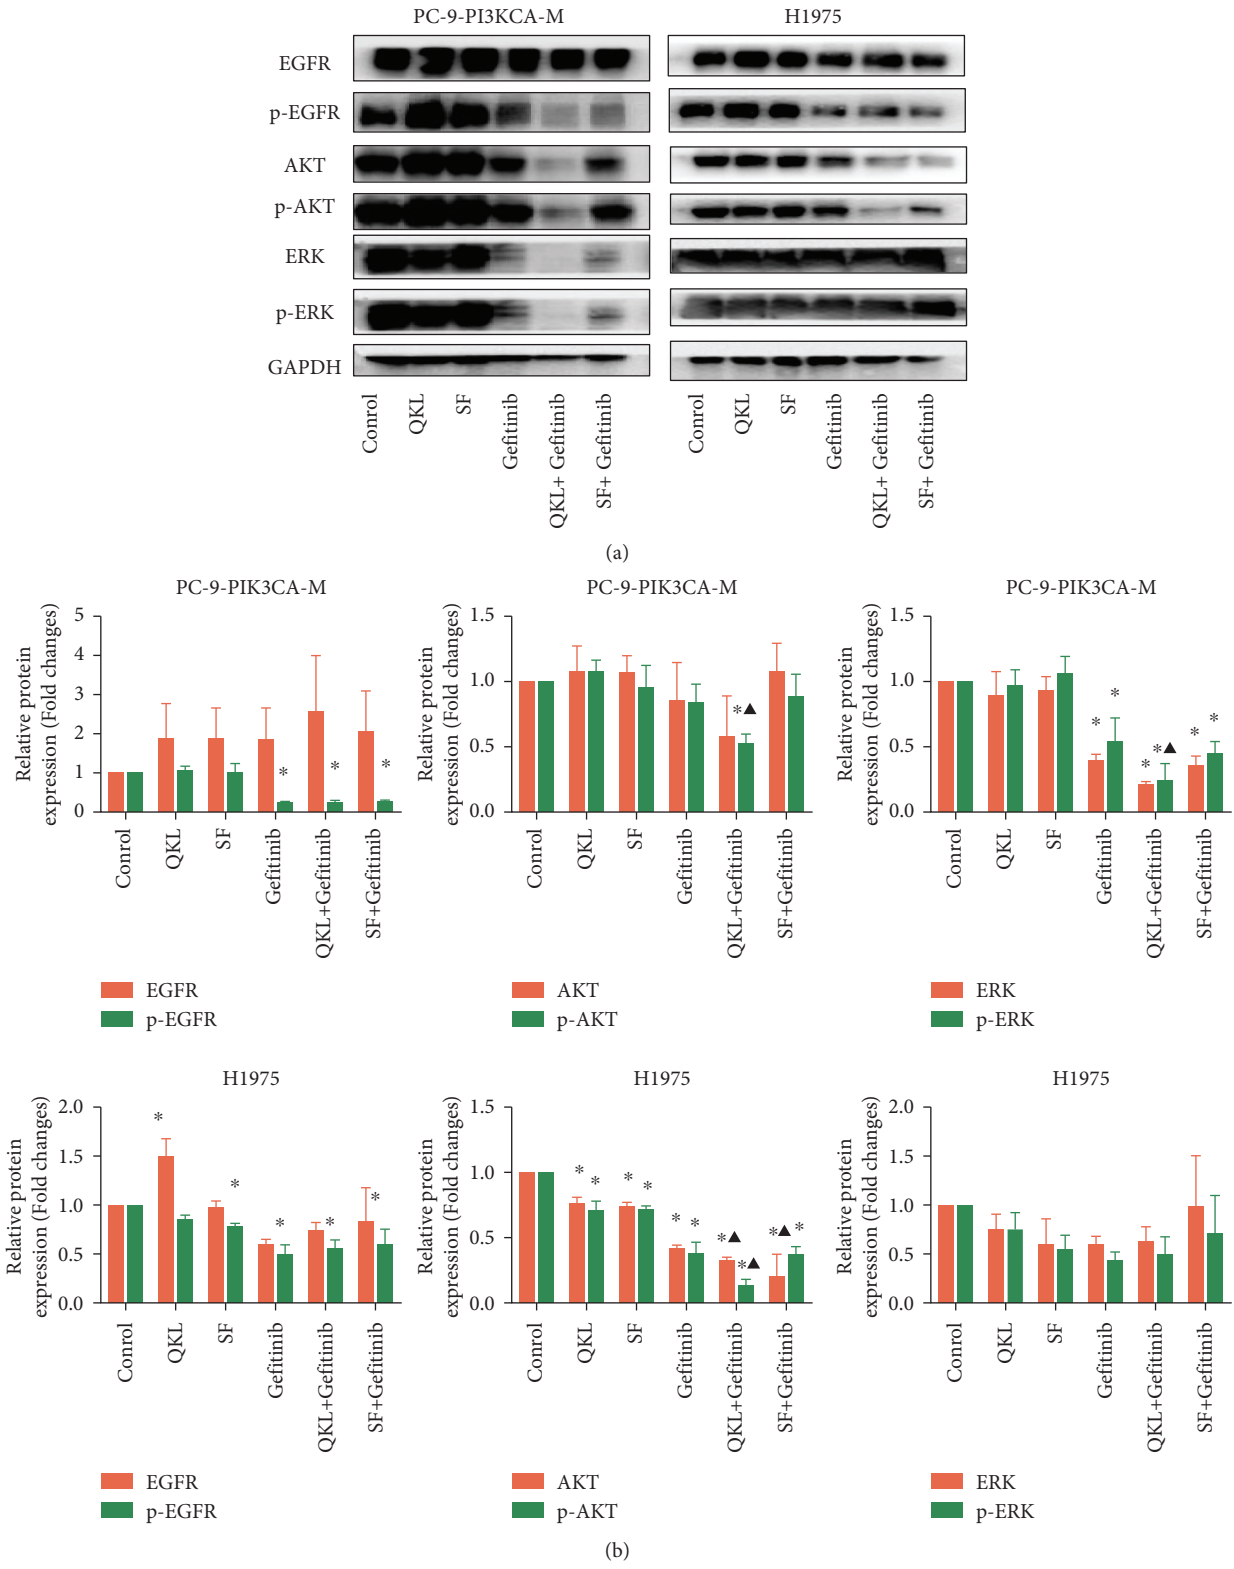 PC-9-PI3KCA-M H1975
EGFR
p-EGFR
AKT
p-AKT
ERK
p-ERK
GAPDH
Conrol QKL SF Gefitinib QKL+ Gefitinib SF+ Gefitinib Conrol QKL SF Gefitinib QKL+ Gefitinib SF+ Gefitinib
(a)
PC-9-PIK3CA-M
Relative protein
expression (Fold changes)
5
4
3
2
1
0
* * *
Conrol QKL SF Gefitinib QKL+Gefitinib SF+Gefitinib
EGFR
p-EGFR
PC-9-PIK3CA-M
Relative protein
expression (Fold changes)
1.5
1.0
0.5
0.0
*▲
Conrol QKL SF Gefitinib QKL+Gefitinib SF+Gefitinib
AKT
p-AKT
PC-9-PIK3CA-M
Relative protein
expression (Fold changes)
1.5
1.0
0.5
0.0
* * * *▲ * *
Conrol QKL SF Gefitinib QKL+Gefitinib SF+Gefitinib
ERK
p-ERK
H1975
Relative protein
expression (Fold changes)
2.0
1.5
1.0
0.5
0.0
* * * * *
Conrol QKL SF Gefitinib QKL+Gefitinib SF+Gefitinib
EGFR
p-EGFR
H1975
Relative protein
expression (Fold changes)
1.5
1.0
0.5
0.0
* * * * * * *▲ *▲ *▲ *
Conrol QKL SF Gefitinib QKL+Gefitinib SF+Gefitinib
AKT
p-AKT
H1975
Relative protein
expression (Fold changes)
2.0
1.5
1.0
0.5
0.0
Conrol QKL SF Gefitinib QKL+Gefitinib SF+Gefitinib
ERK
p-ERK
(b)